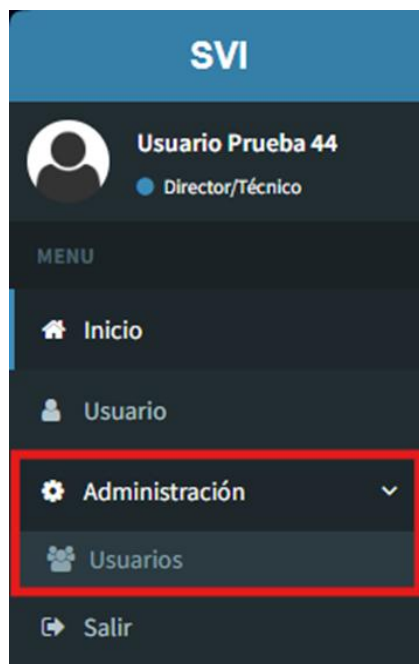 SVI
Usuario Prueba 44
Director/Técnico
MENU
Inicio
Usuario
Administración
Usuarios
Salir